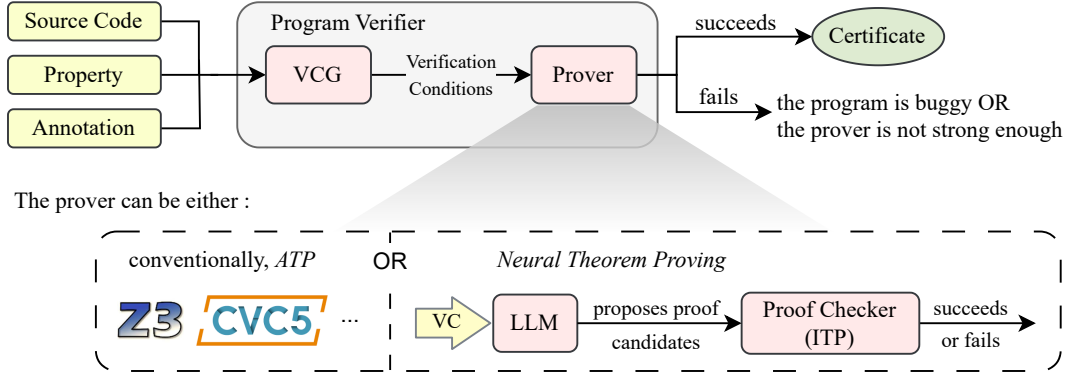 Source Code
Property
Annotation
Program Verifier
VCG
Verification
Conditions
Prover
succeeds
Certificate
fails
the program is buggy OR
the prover is not strong enough
The prover can be either :
conventionally, ATP
OR
Neural Theorem Proving
Z3
CVC5
...
VC
LLM
proposes proof
candidates
Proof Checker
(ITP)
succeeds
or fails